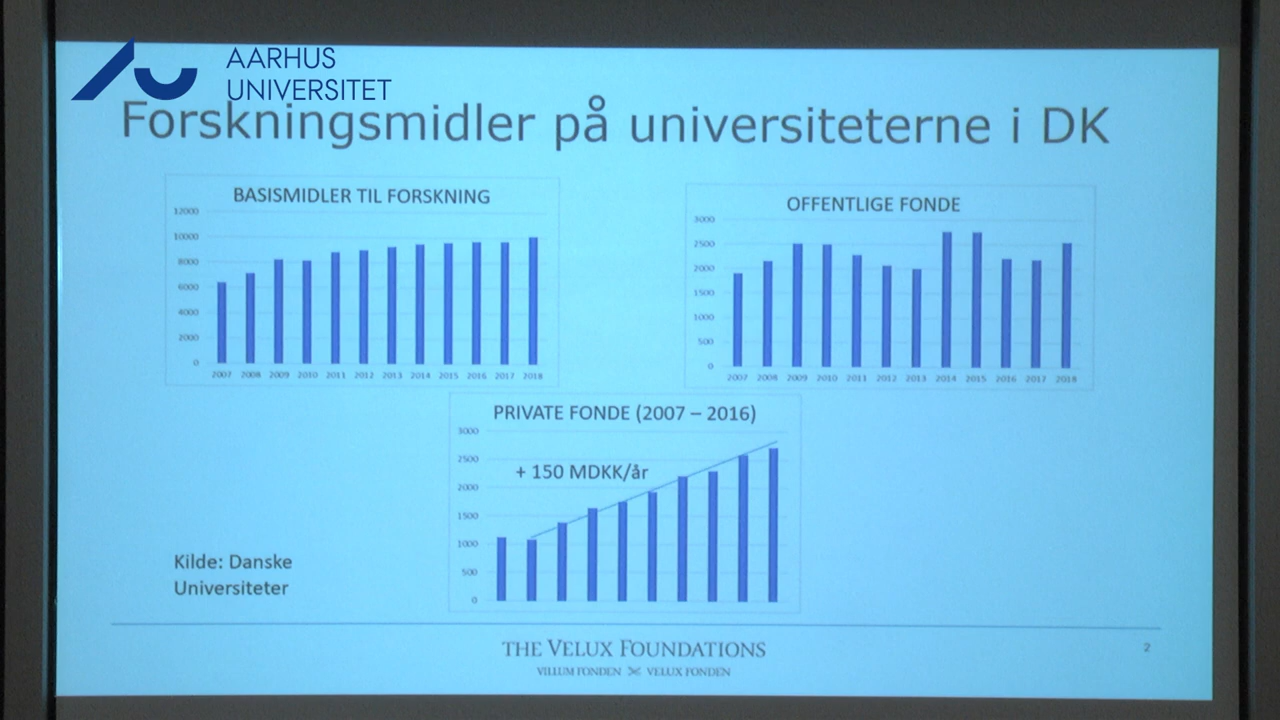 AARHUS
UNIVERSITET
Forskningsmidler på universiteterne i DK
BASISMIDLER TIL FORSKNING
12000
10000
8000
6000
4000
2000
0
2007 2008 2009 2010 2011 2012 2013 2014 2015 2016 2017 2018
OFFENTLIGE FONDE
3000
2500
2000
1500
1000
500
0
2007 2008 2009 2010 2011 2012 2013 2014 2015 2016 2017 2018
PRIVATE FONDE (2007 – 2016)
3000
2500
2000
1500
1000
500
0
+ 150 MDKK/år
Kilde: Danske
Universiteter
THE VELUX FOUNDATIONS
VILLUM FONDEN VELUX FONDEN
2